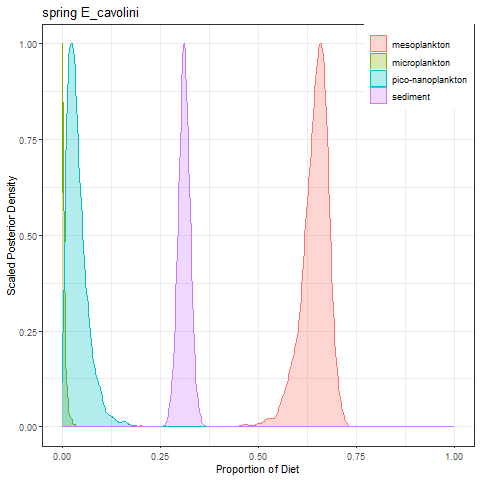 spring E_cavolini
mesoplankton
microplankton
pico-nanoplankton
sediment
Scaled Posterior Density
1.00
0.75
0.50
0.25
0.00
0.00 0.25 0.50 0.75 1.00
Proportion of Diet